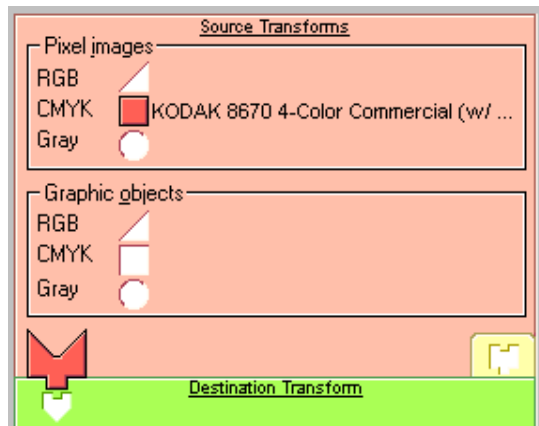 Source Transforms
Pixel images
RGB
CMYK KODAK 8670 4-Color Commercial (w/ ...
Gray
Graphic objects
RGB
CMYK
Gray
Destination Transform